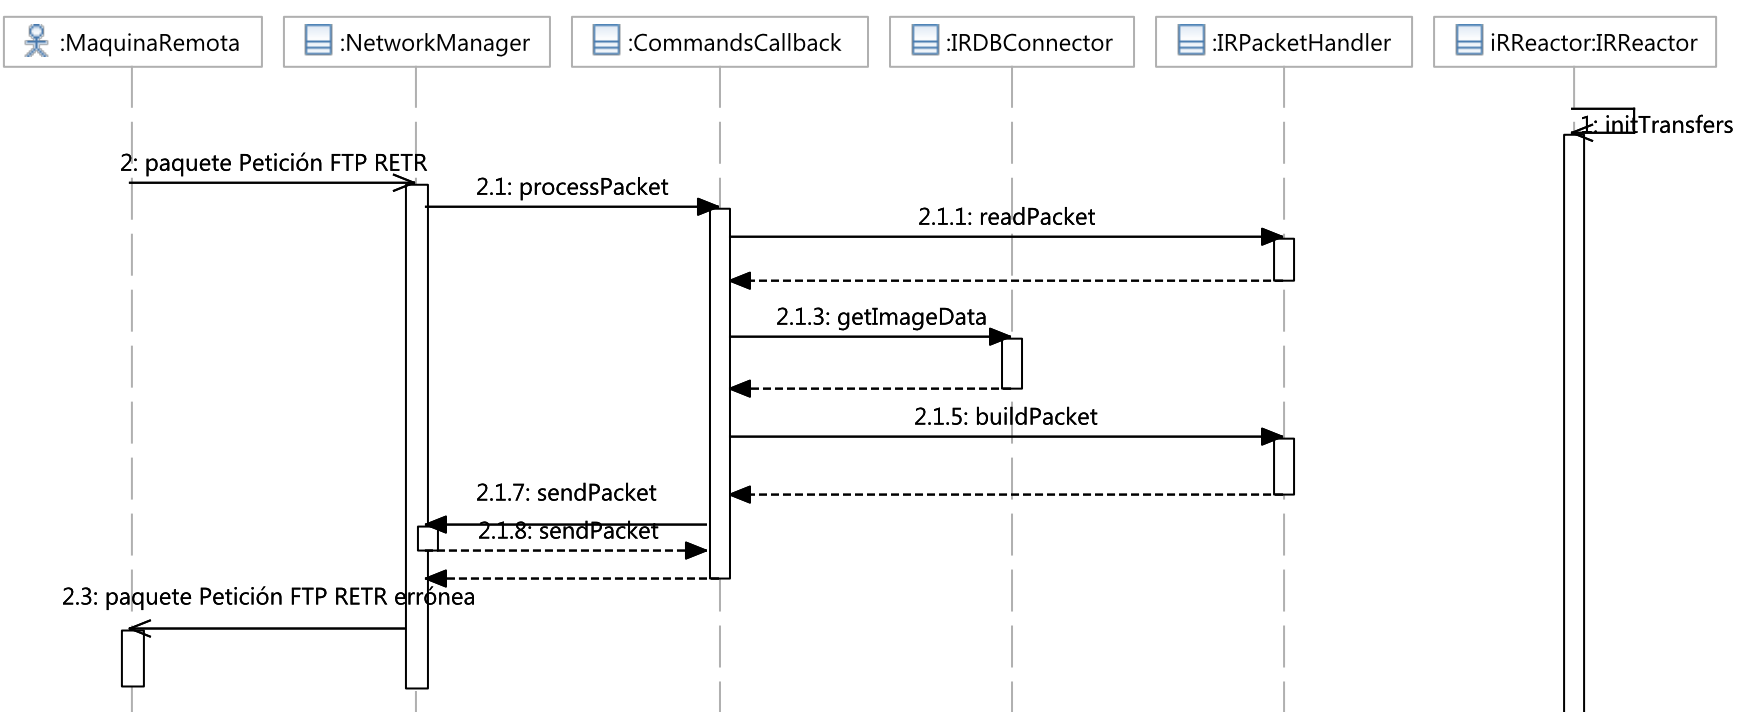 :MaquinaRemota
:NetworkManager
:CommandsCallback
:IRDBConnector
:IRPacketHandler
iRReactor:IRReactor
1: initTransfers
2: paquete Petición FTP RETR
2.1: processPacket
2.1.1: readPacket
2.1.3: getImageData
2.1.5: buildPacket
2.1.7: sendPacket
2.1.8: sendPacket
2.3: paquete Petición FTP RETR errónea